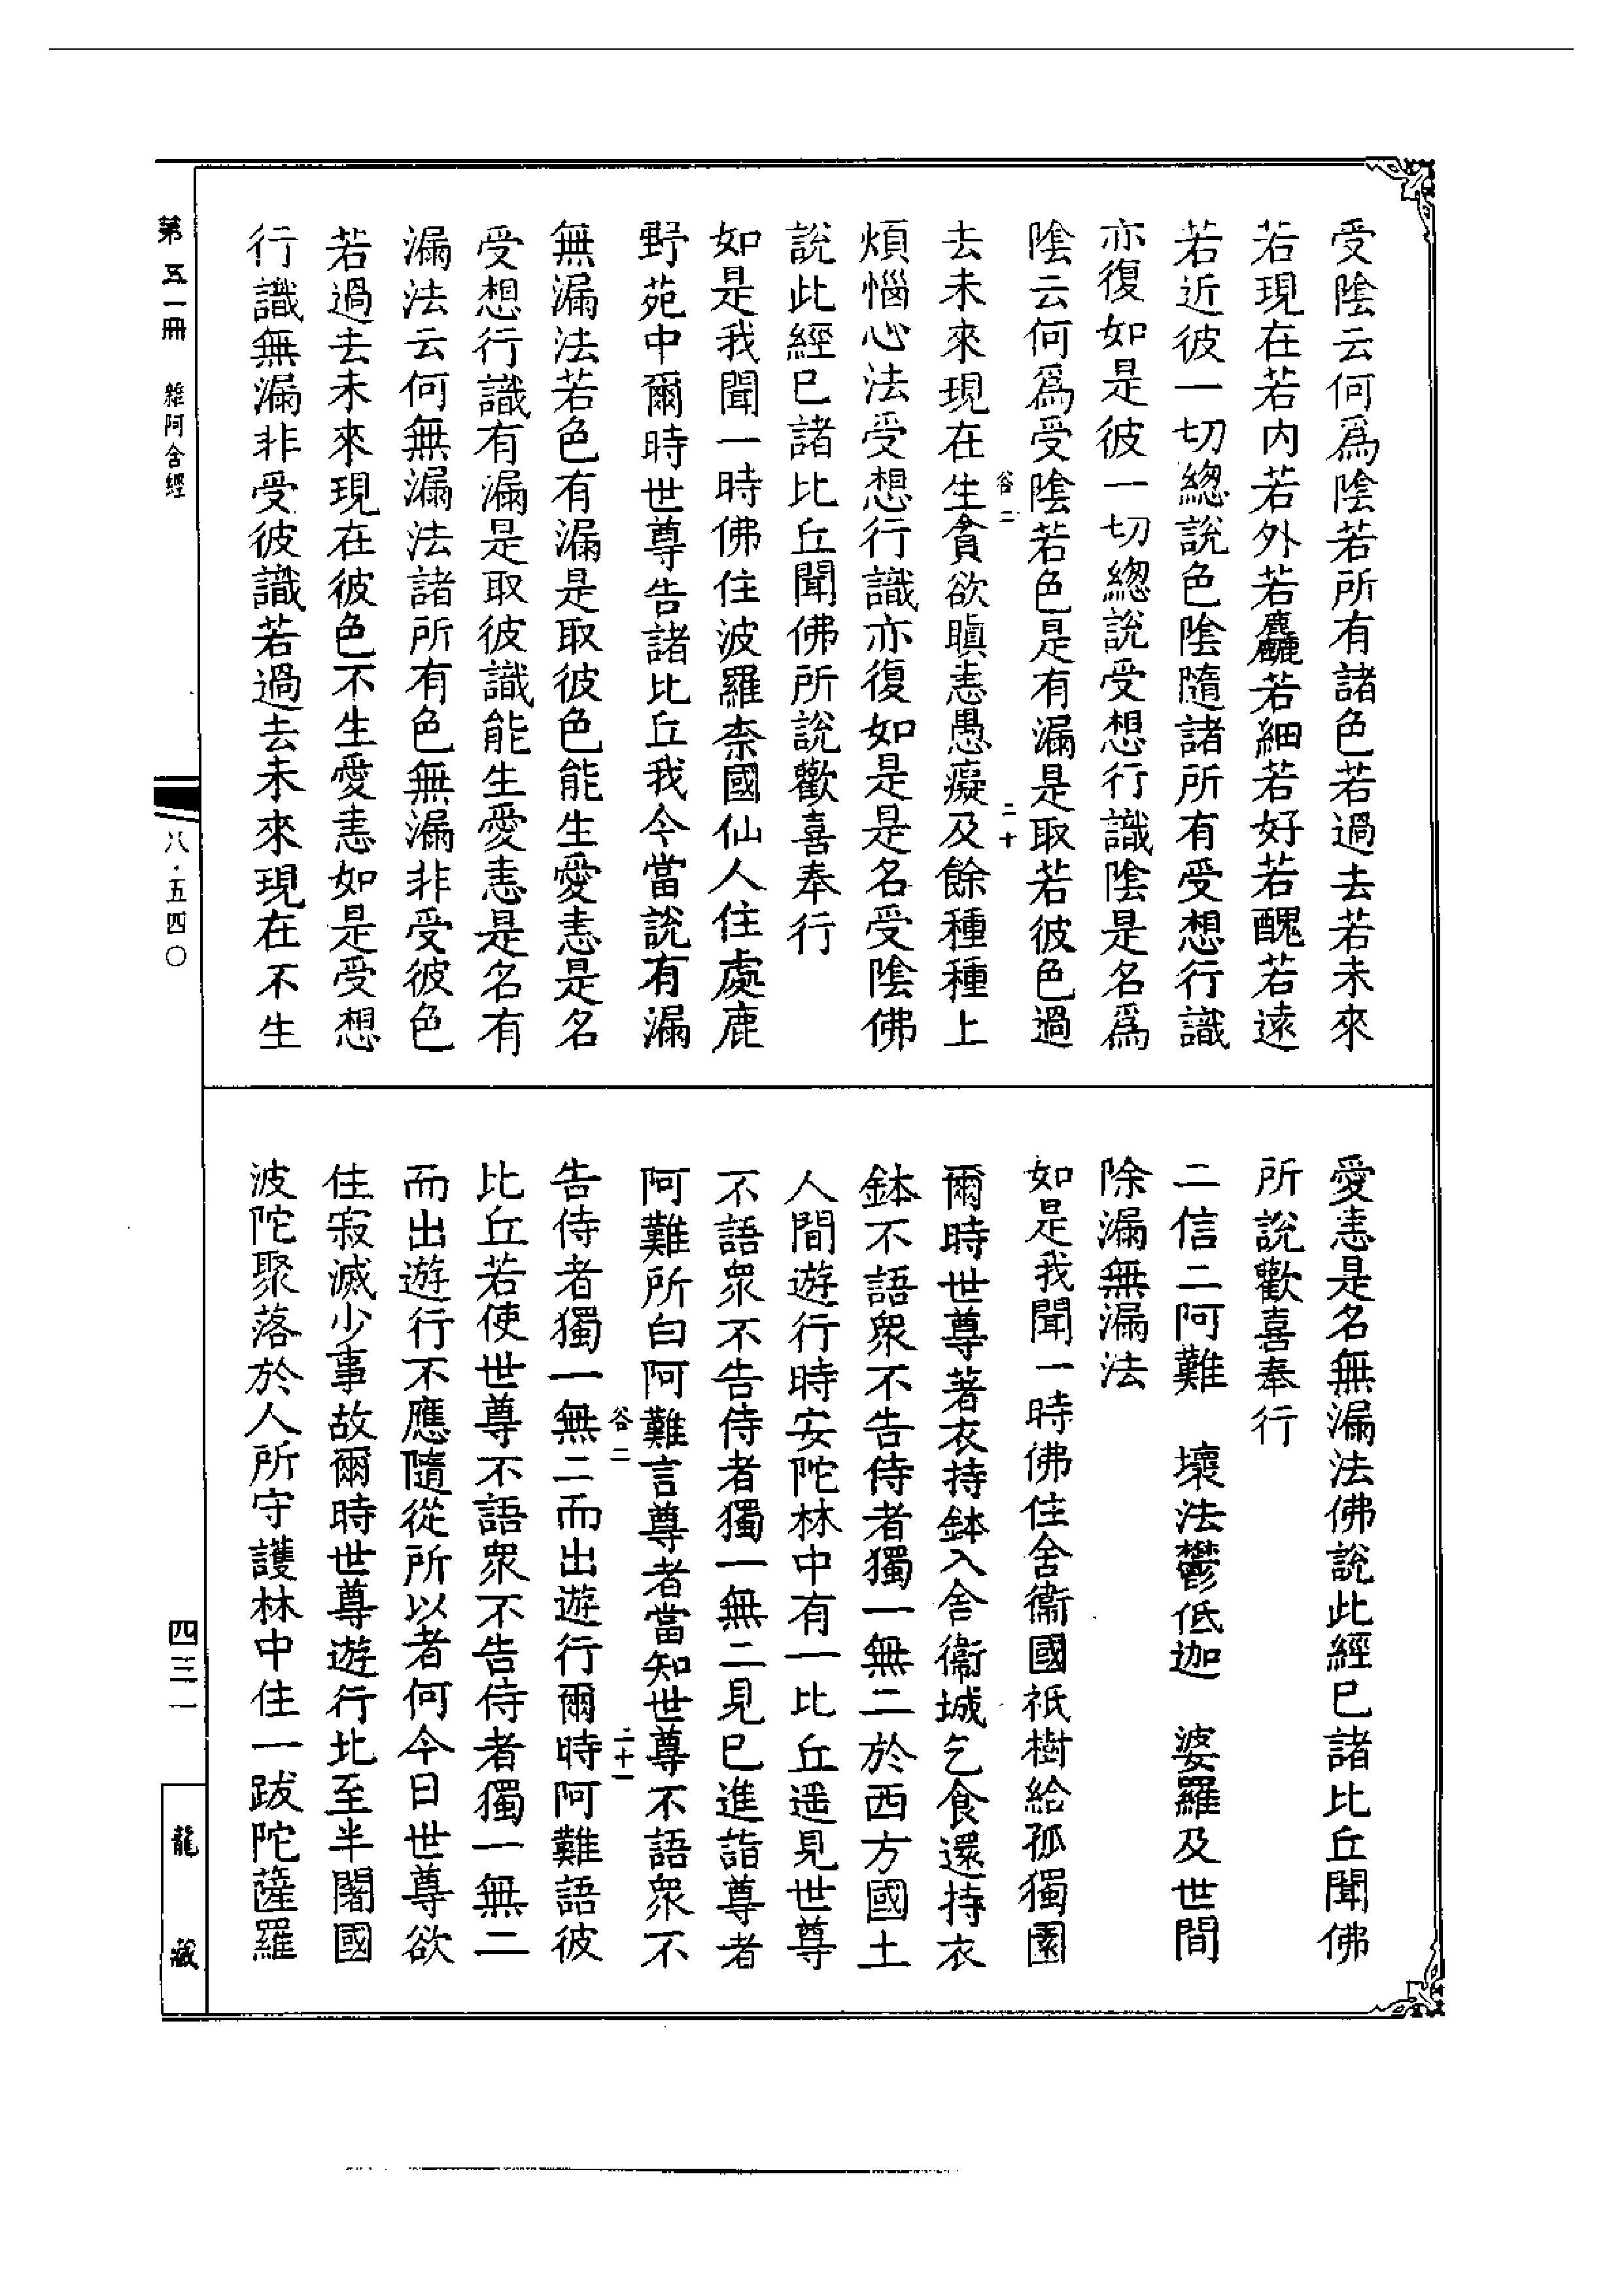 受陰云何爲陰若所有諸色若過去若未來
若現在若內若外若麤若細若好若醜若遠
若近彼一切總說色陰隨諸所有受想行識
亦復如是彼一切總說受想行識陰是名爲
陰云何爲受陰若色是有漏是取若彼色過
谷二 二十
去未來現在生貪欲瞋恚愚癡及餘種種上
煩惱心法受想行識亦復如是是名受陰佛
說此經已諸比丘聞佛所說歡喜奉行
如是我聞一時佛住波羅柰國仙人住處鹿
野苑中爾時世尊告諸比丘我今當說有漏
無漏法若色有漏是取彼色能生愛恚是名
受想行識有漏是取彼識能生愛恚是名有
漏法云何無漏法諸所有色無漏非受彼色
若過去未來現在彼色不生愛恚如是受想
行識無漏非受彼識若過去未來現在不生
愛恚是名無漏法佛說此經已諸比丘聞佛
所說歡喜奉行
二信二阿難 壞法鬱低迦 婆羅及世間
除漏無漏法
如是我聞一時佛住舍衞國祇樹給孤獨園
爾時世尊著衣持鉢入舍衞城乞食還持衣
鉢不語衆不告侍者獨一無二於西方國土
人間遊行時安陀林中有一比丘遥見世尊
不語衆不告侍者獨一無二見已進詣尊者
阿難所白阿難言尊者當知世尊不語衆不
谷二 二十一
告侍者獨一無二而出遊行爾時阿難語彼
比丘若使世尊不語衆不告侍者獨一無二
而出遊行不應隨從所以者何今日世尊欲
住寂滅少事故爾時世尊遊行北至半闍國
波陀聚落於人所守護林中住一跋陀薩羅
第五一冊 雜阿含經
八·五四〇
四三一
龍藏